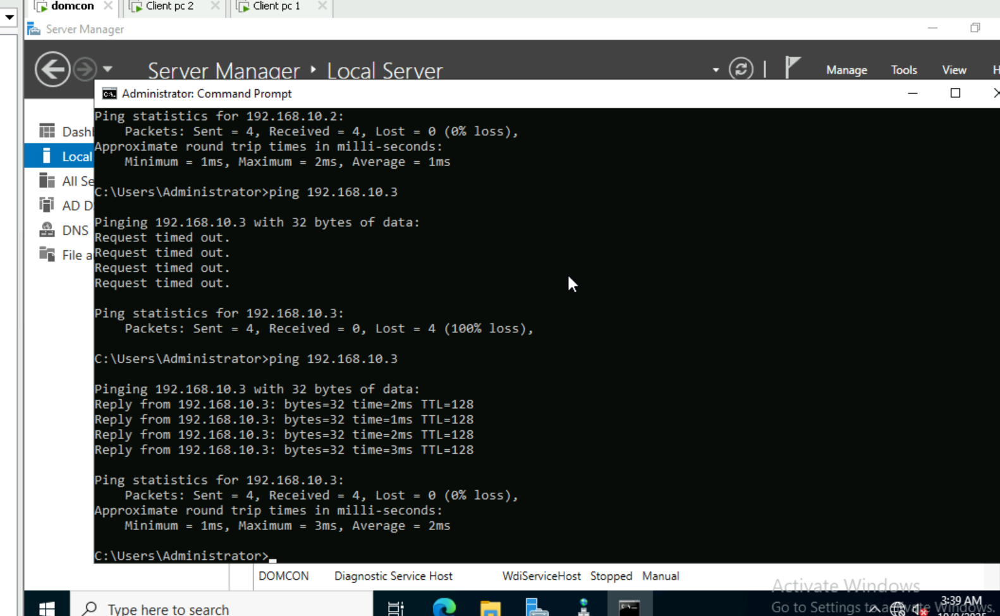 domcon
Client pc 2
Client pc 1
Server Manager
Server Manager
Local Server
Manage
Tools
View
H
Administrator: Command Prompt
Dashl
Local
All Se
AD D
DNS
File a
Ping statistics for 192.168.10.2:
Packets: Sent = 4, Received = 4, Lost = 0 (0% loss),
Approximate round trip times in milli-seconds:
Minimum = 1ms, Maximum = 2ms, Average = 1ms
C:\Users\Administrator>ping 192.168.10.3
Pinging 192.168.10.3 with 32 bytes of data:
Request timed out.
Request timed out.
Request timed out.
Request timed out.
Ping statistics for 192.168.10.3:
Packets: Sent = 4, Received = 0, Lost = 4 (100% loss),
C:\Users\Administrator>ping 192.168.10.3
Pinging 192.168.10.3 with 32 bytes of data:
Reply from 192.168.10.3: bytes=32 time=2ms TTL=128
Reply from 192.168.10.3: bytes=32 time=1ms TTL=128
Reply from 192.168.10.3: bytes=32 time=2ms TTL=128
Reply from 192.168.10.3: bytes=32 time=3ms TTL=128
Ping statistics for 192.168.10.3:
Packets: Sent = 4, Received = 4, Lost = 0 (0% loss),
Approximate round trip times in milli-seconds:
Minimum = 1ms, Maximum = 3ms, Average = 2ms
C:\Users\Administrator>
DOMCON Diagnostic Service Host WdiServiceHost Stopped Manual
Activate Windows
Go to Settings to activate Windows.
Type here to search
3:39 AM